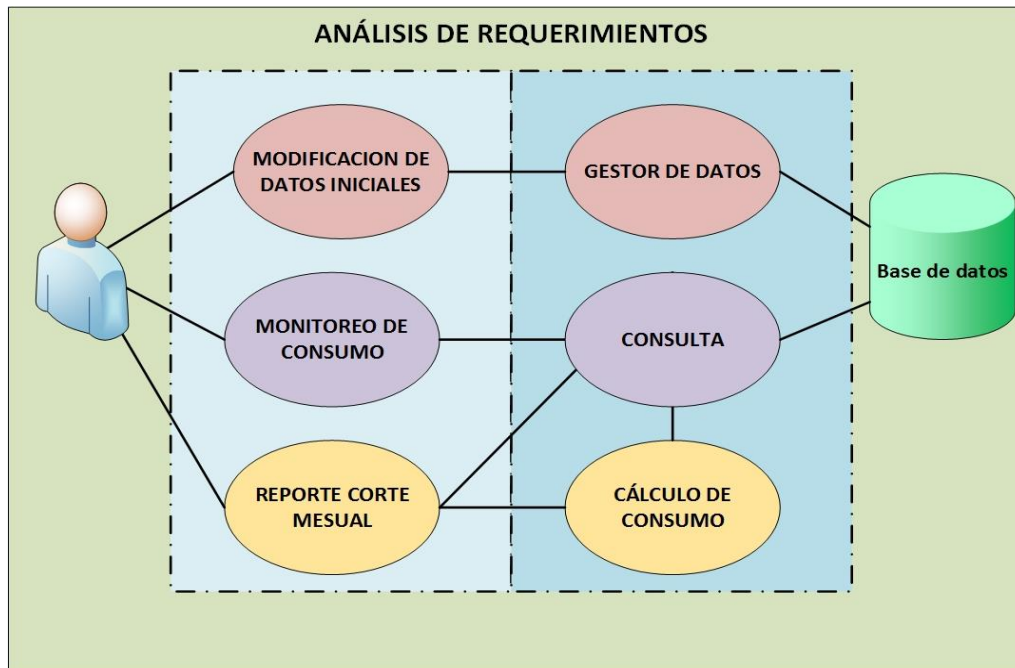 ANÁLISIS DE REQUERIMIENTOS
MODIFICACION DE
DATOS INICIALES
GESTOR DE DATOS
Base de datos
MONITOREO DE
CONSUMO
CONSULTA
REPORTE CORTE
MESUAL
CÁLCULO DE
CONSUMO